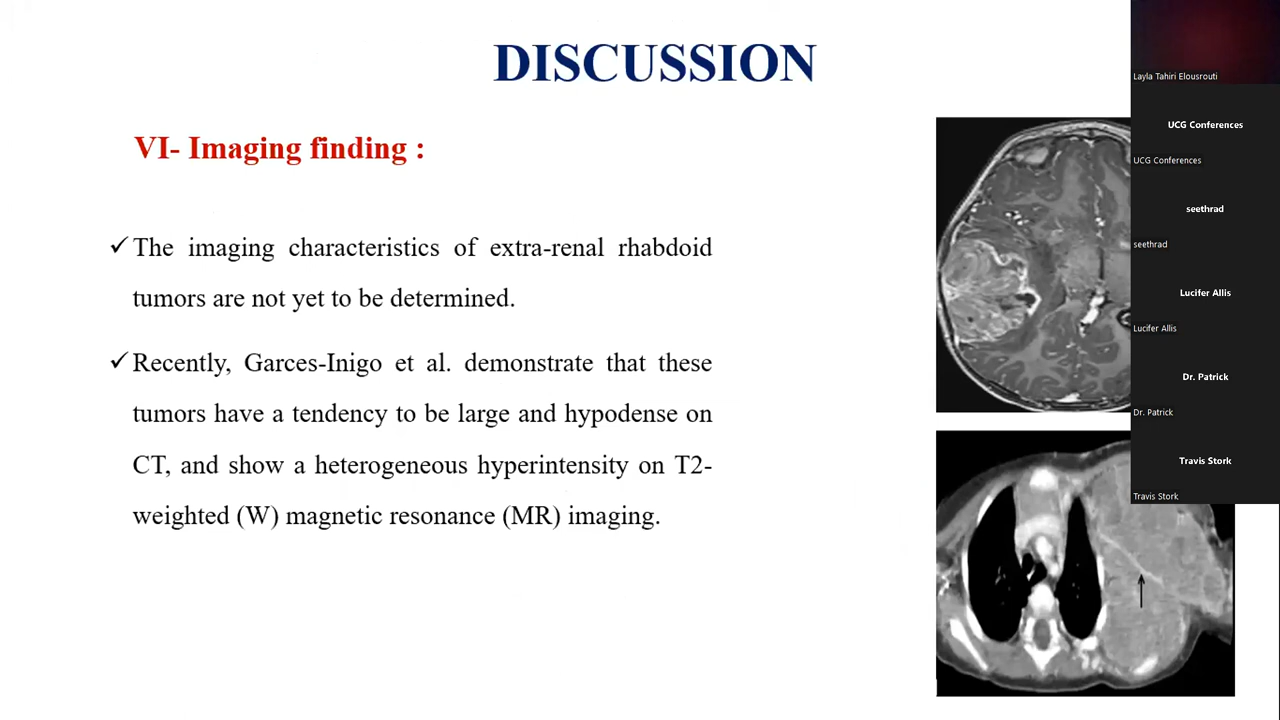 DISCUSSION
VI- Imaging finding :
✓ The imaging characteristics of extra-renal rhabdoid
tumors are not yet to be determined.
✓ Recently, Garces-Inigo et al. demonstrate that these
tumors have a tendency to be large and hypodense on
CT, and show a heterogeneous hyperintensity on T2-
weighted (W) magnetic resonance (MR) imaging.
Layla Tahiri Elousrouti
UCG Conferences
UCG Conferences
seethrad
seethrad
Lucifer Allis
Lucifer Allis
Dr. Patrick
Dr. Patrick
Travis Stork
Travis Stork